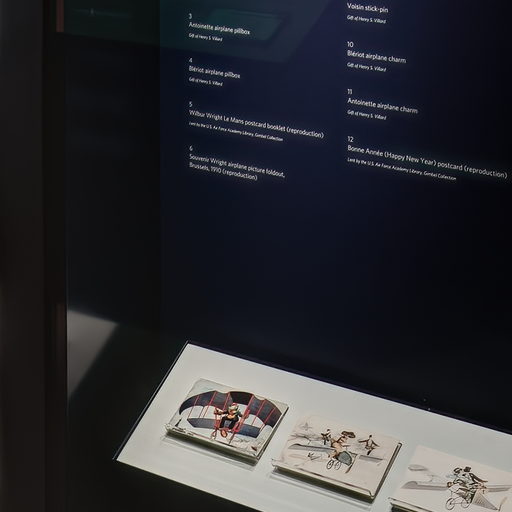 3
Antoinette airplane pillbox
Gift of Henry S. Villard
4
Blériot airplane pillbox
Gift of Henry S. Villard
5
Wilbur Wright Le Mans postcard booklet (reproduction)
Lent by the U.S. Air Force Academy Library, Gimbel Collection
6
Souvenir Wright airplane picture foldout,
Brussels, 1910 (reproduction)
Voisin stick-pin
Gift of Henry S. Villard
10
Blériot airplane charm
Gift of Henry S. Villard
11
Antoinette airplane charm
Gift of Henry S. Villard
12
Bonne Année (Happy New Year) postcard (reproduction)
Lent by the U.S. Air Force Academy Library, Gimbel Collection